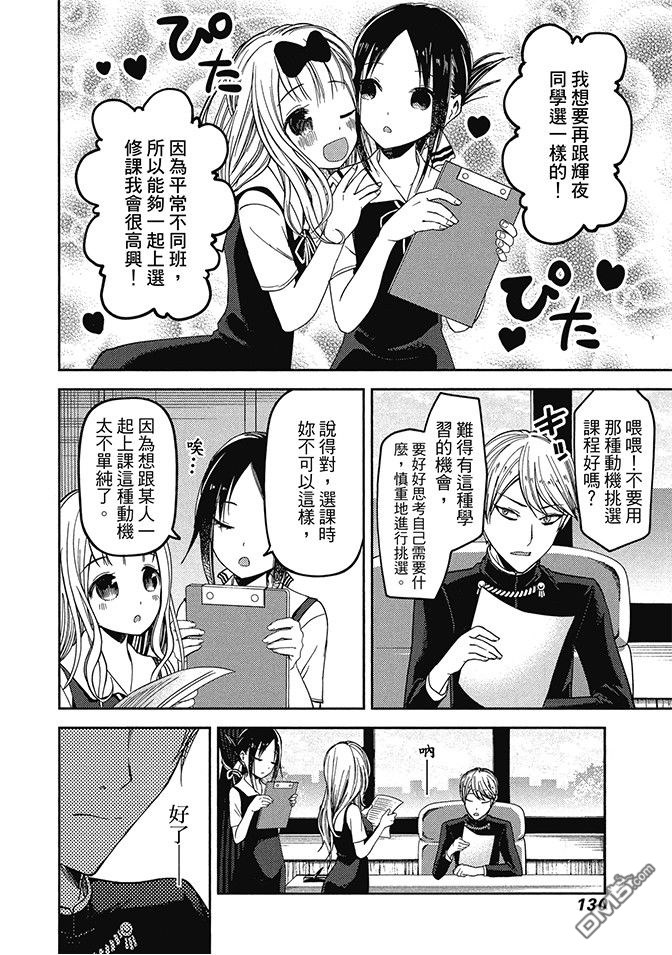 我想要再跟輝夜
同學選一樣的！
ぴた
因為平常不同班，
所以能夠一起上選
修課我會很高興！
ぴた
喂喂！不要用
那種動機挑選
課程好嗎？
キッ
難得有這種學
習的機會，
要好好思考自己需要什
麼，慎重地進行挑選。
說得對，選課時
妳不可以這樣，
唉…
因為想跟某人一
起上課這種動機
太不單純了。
吶
好了—
130
DM5.com